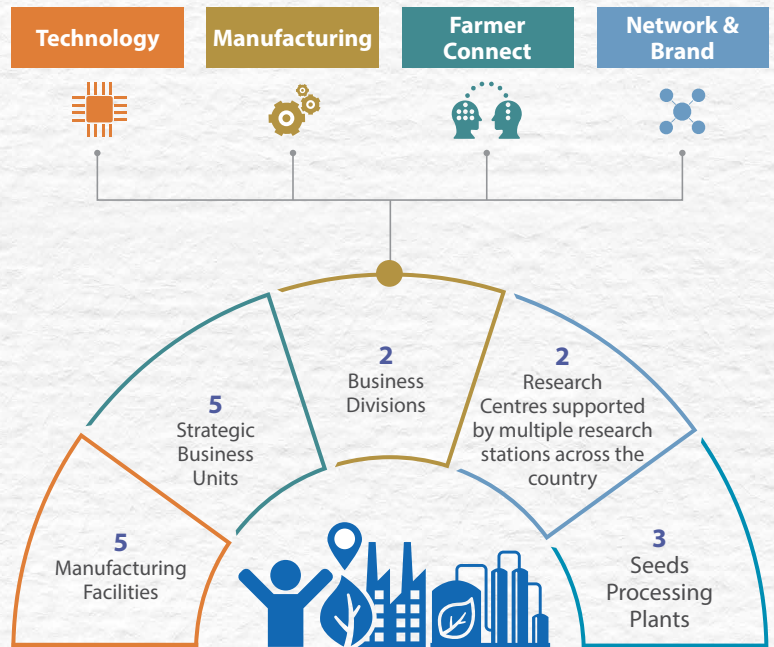 Technology
Manufacturing
Farmer
Connect
Network &
Brand
5
Manufacturing
Facilities
5
Strategic
Business
Units
2
Business
Divisions
2
Research
Centres supported
by multiple research
stations across the
country
3
Seeds
Processing
Plants